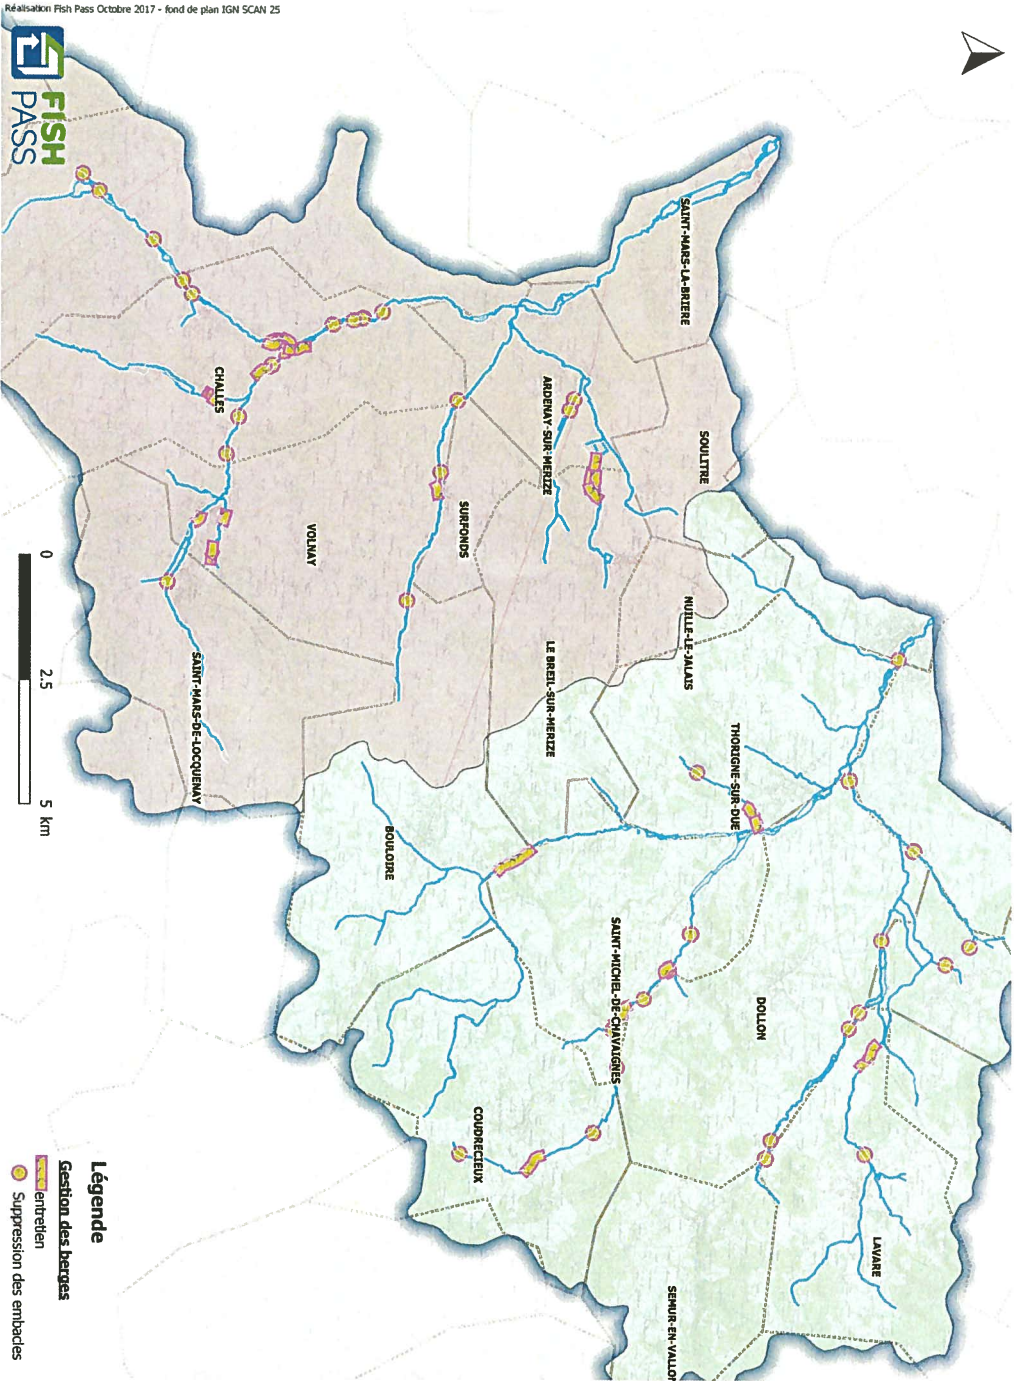 Réalisation Fish Pass Octobre 2017 - fond de plan IGN SCAN 25
FISH
PASS
SAINT-MARS-LA-BRIERE
SOULITRE
ARDENAY-SUR-MERIZE
CHALLES
SURFONDS
VOLNAY
NUILLE-LE-JALAIS
LE BREIL-SUR-MERIZE
SAINT-MARS-DE-LOCQUENAY
THORIGNE-SUR-DUE
BOULOIRE
SAINT-MICHEL-DE-CHAVAIGNES
DOLLON
COUDRECIEUX
LAVARE
SEMUR-EN-VALLON
0 2.5 5 km
Légende
Gestion des berges
entretien
Suppression des embacles